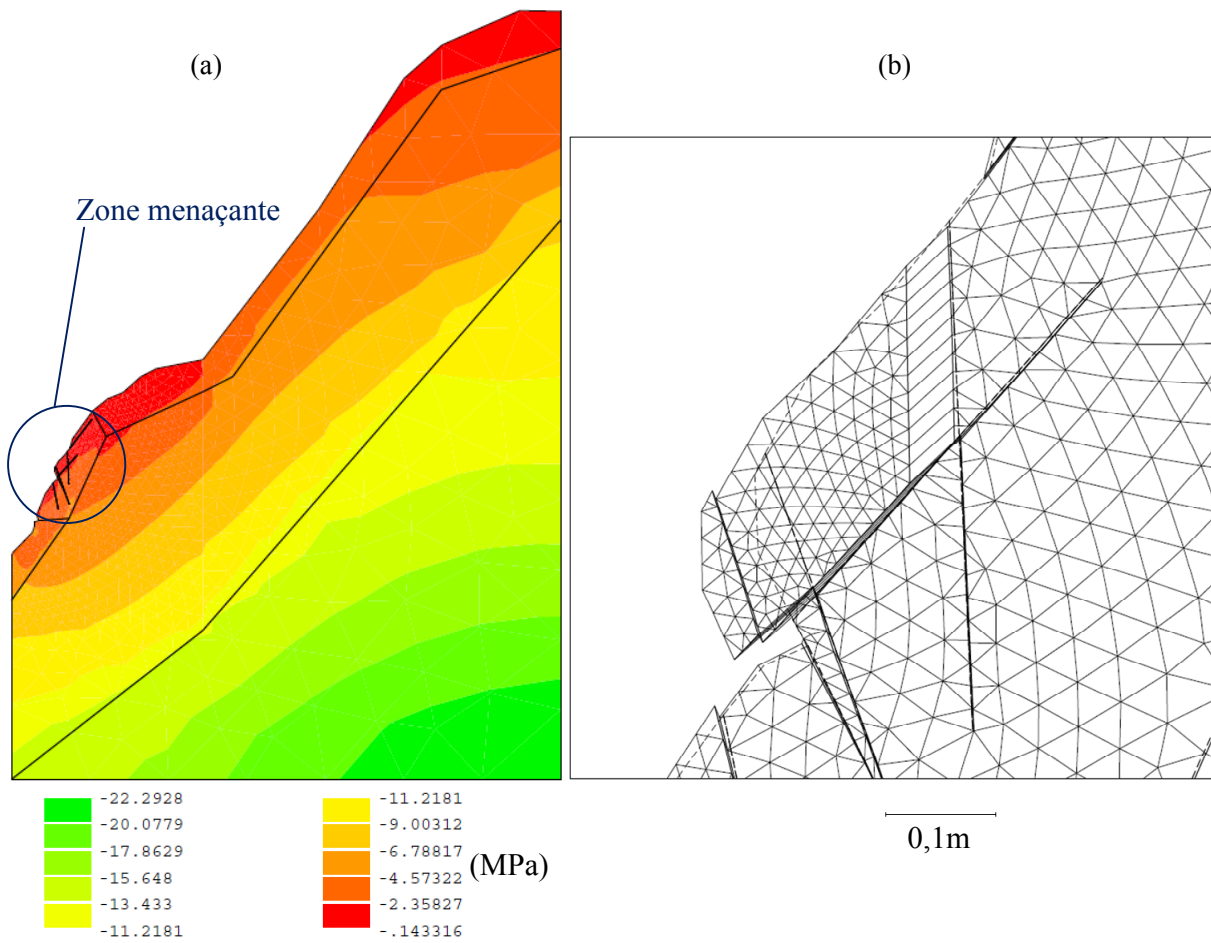 (a)
(b)
Zone menaçante
-22.2928
-20.0779
-17.8629
-15.648
-13.433
-11.2181
-11.2181
-9.00312
-6.78817
-4.57322
-2.35827
-.143316
(MPa)
0,1m